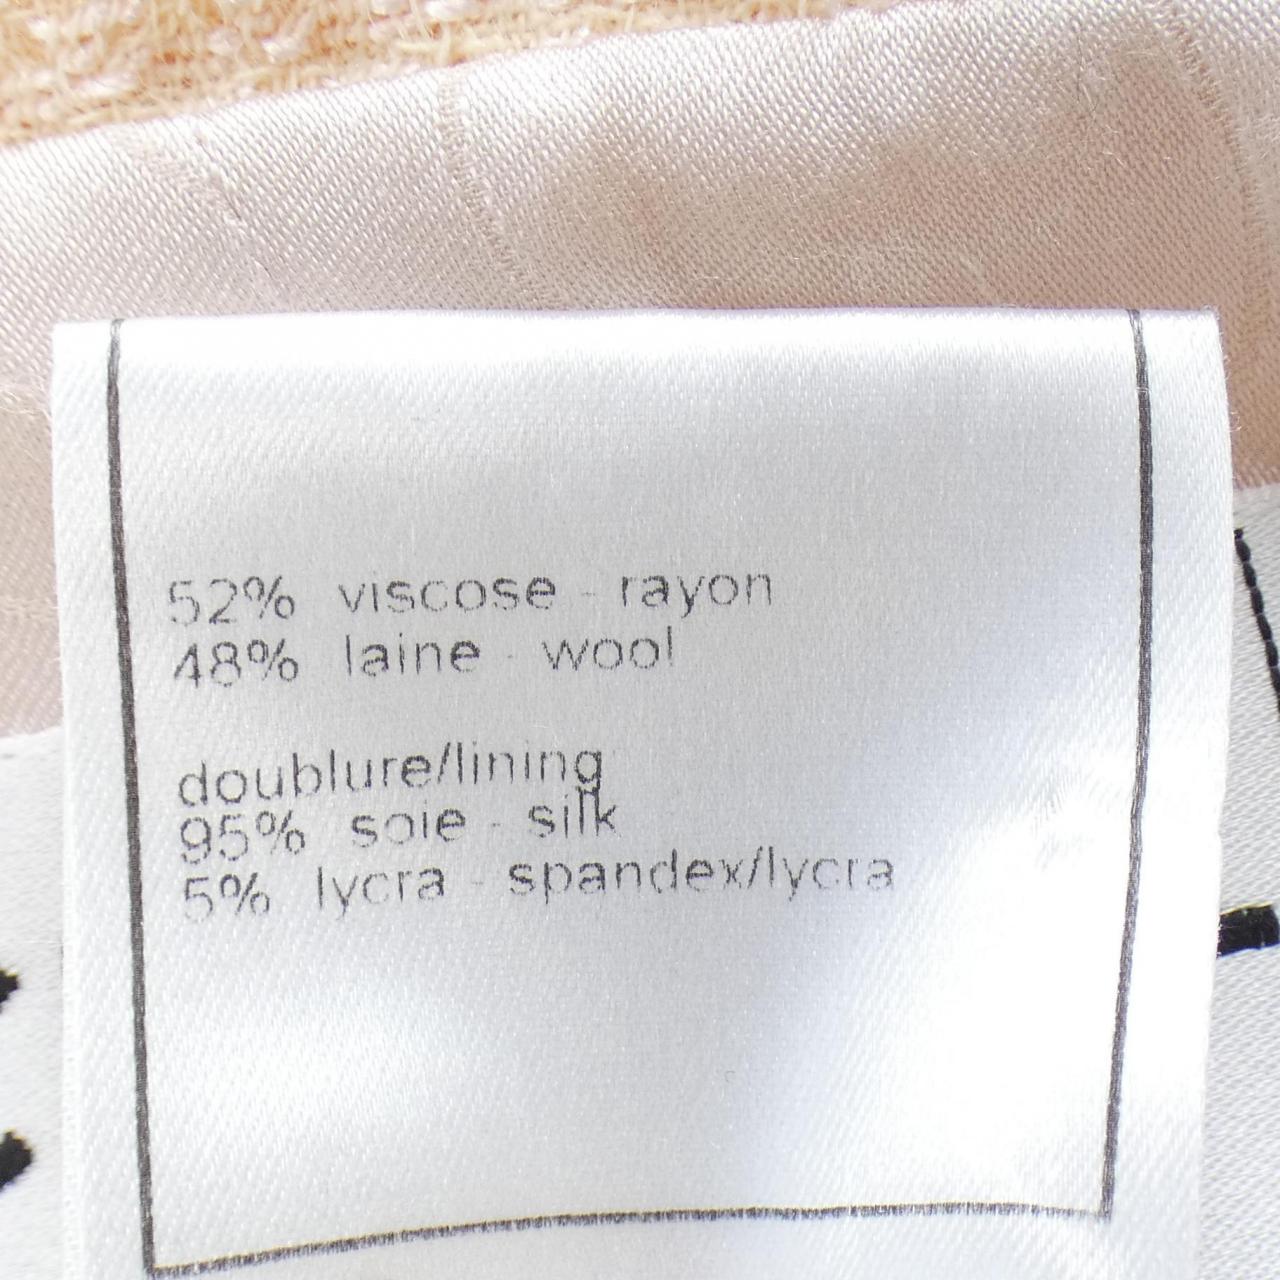 52% viscose - rayon
48% laine - wool
doublure/lining
95% soie - silk
5% lycra - spandex/lycra